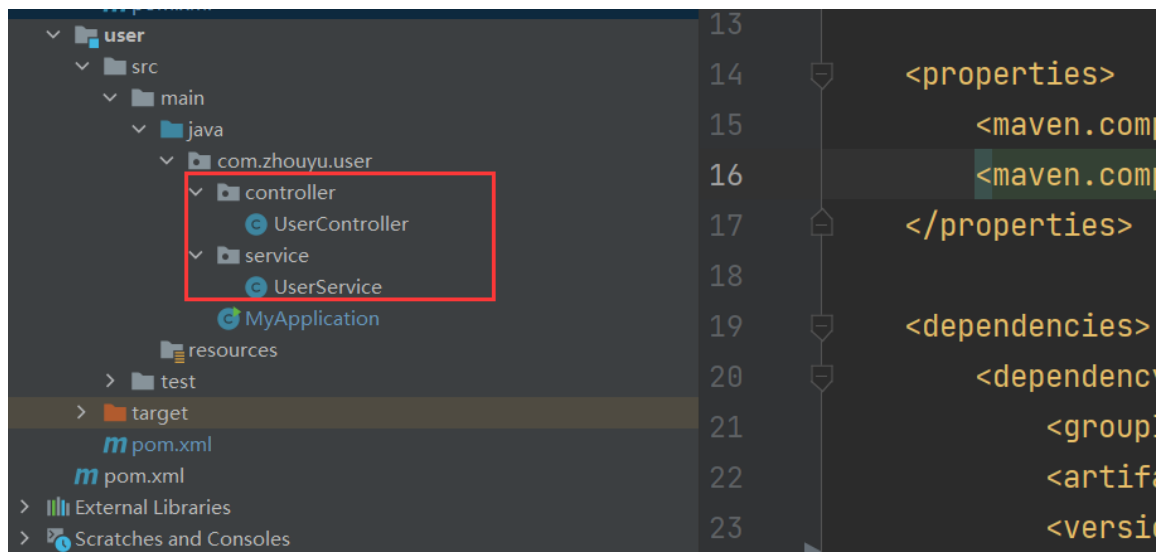 user
src
main
java
com.zhouyu.user
controller
UserController
service
UserService
MyApplication
resources
test
target
pom.xml
pom.xml
External Libraries
Scratches and Consoles
13
14 <properties>
15 <maven.com
16 <maven.com
17 </properties>
18
19 <dependencies>
20 <dependency
21 <group
22 <artifa
23 <versi